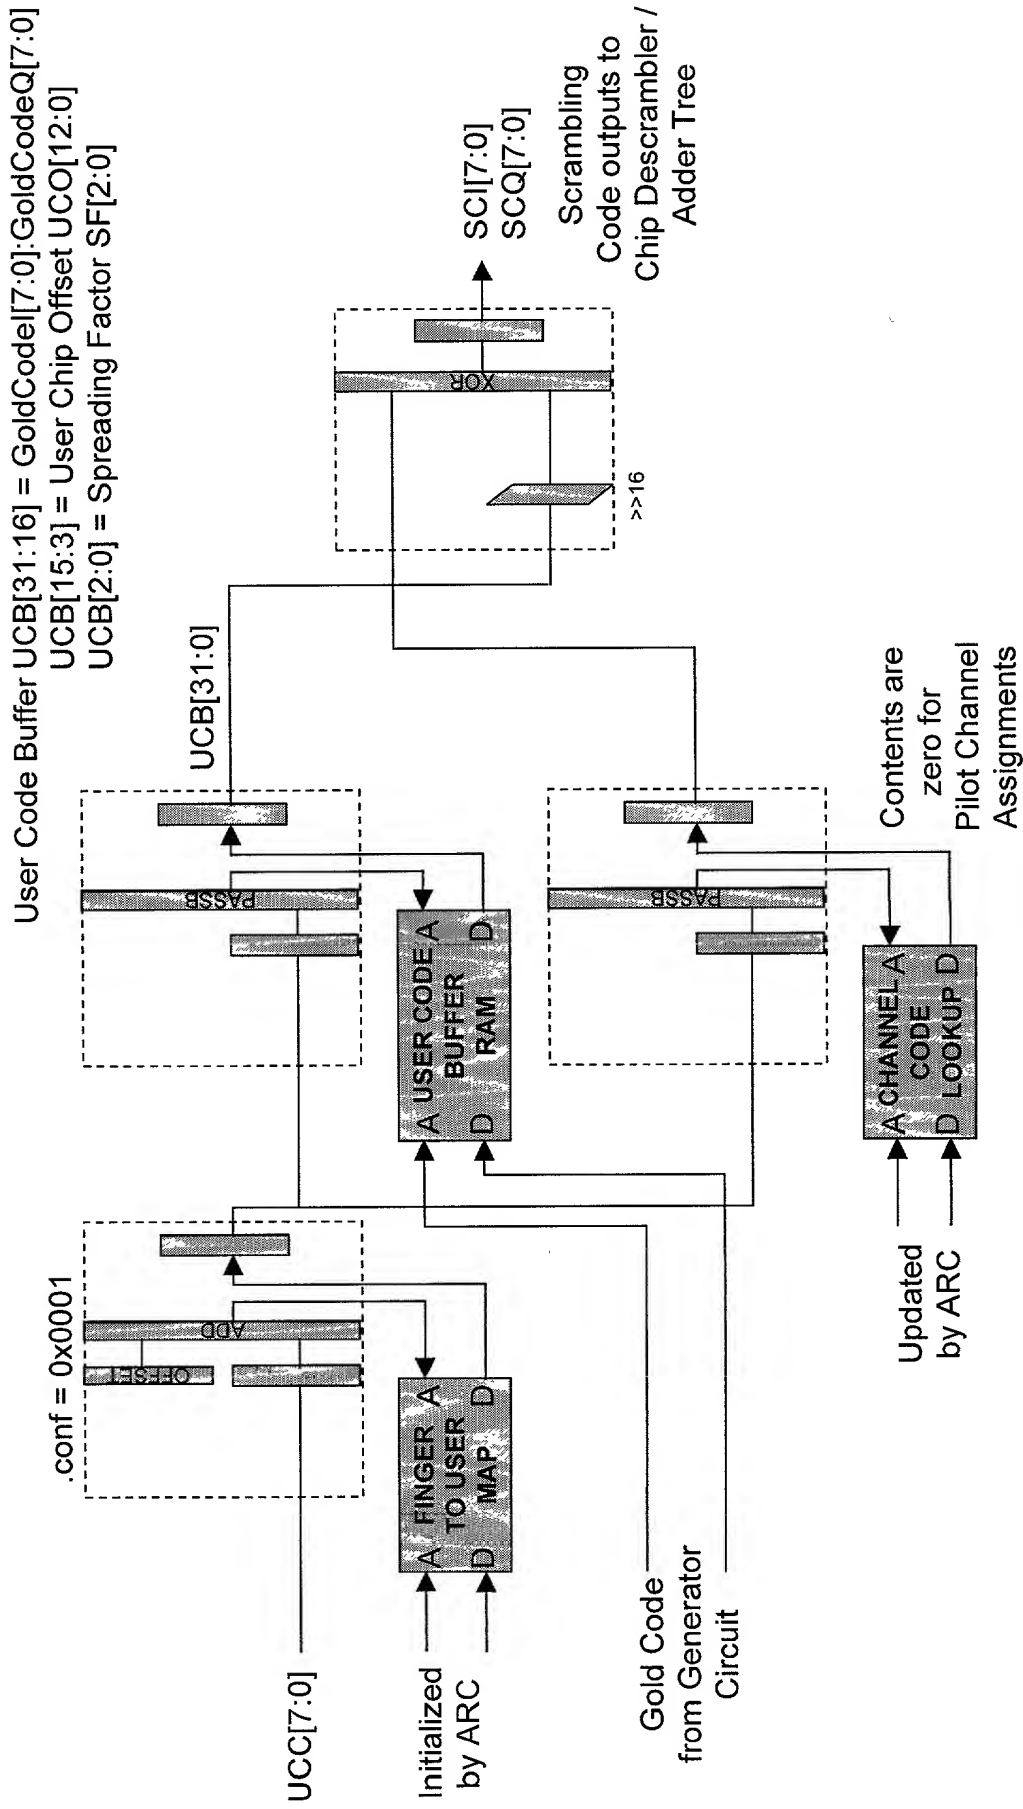 User Code Buffer UCB[31:16] = GoldCodeI[7:0]:GoldCodeQ[7:0]
UCB[15:3] = User Chip Offset UCO[12:0]
UCB[2:0] = Spreading Factor SF[2:0]
.conf = 0x0001
UCC[7:0]
OFFSET
ADD
Initialized
by ARC
A FINGER A
TO USER
D MAP D
PASSB
UCB[31:0]
A USER CODE A
BUFFER
D RAM D
Gold Code
from Generator
Circuit
PASSB
Updated
by ARC
A CHANNEL A
CODE
D LOOKUP D
Contents are
zero for
Pilot Channel
Assignments
>>16
XOR
SCI[7:0]
SCQ[7:0]
Scrambling
Code outputs to
Chip Descrambler /
Adder Tree